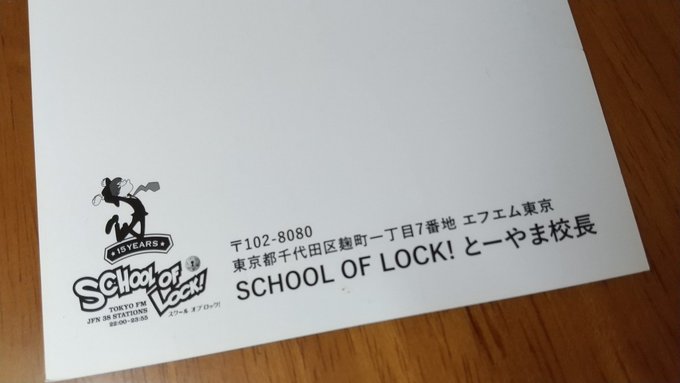 15 YEARS
SCHOOL OF LOCK!
TOKYO FM
JFN 38 STATIONS
22:00-23:55
スクール オブ ロック!
〒102-8080
東京都千代田区麹町一丁目7番地 エフエム東京
SCHOOL OF LOCK! とーやま校長